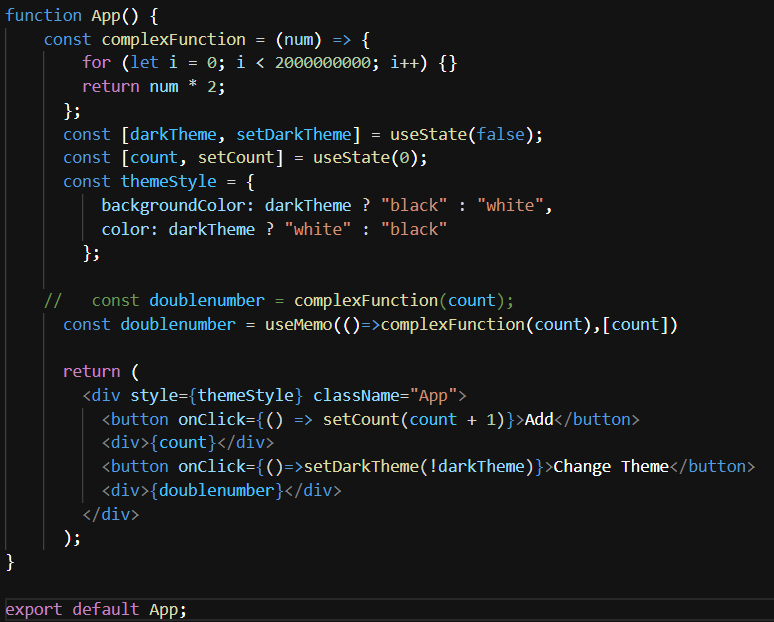 function App() {
const complexFunction = (num) => {
for (let i = 0; i < 2000000000; i++) {}
return num * 2;
};
const [darkTheme, setDarkTheme] = useState(false);
const [count, setCount] = useState(0);
const themeStyle = {
backgroundColor: darkTheme ? "black" : "white",
color: darkTheme ? "white" : "black"
};
// const doublenumber = complexFunction(count);
const doublenumber = useMemo(()=>complexFunction(count),[count])
return (
<div style={themeStyle} className="App">
<button onClick={() => setCount(count + 1)}>Add</button>
<div>{count}</div>
<button onClick={()=>setDarkTheme(!darkTheme)}>Change Theme</button>
<div>{doublenumber}</div>
</div>
);
}
export default App;